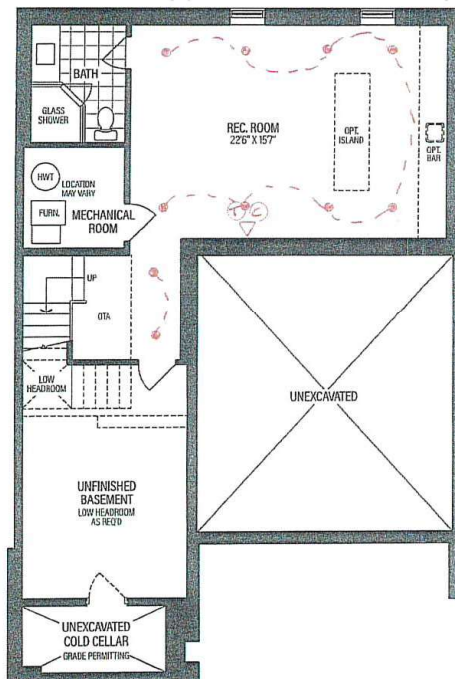 BATH
GLASS
SHOWER
REC. ROOM
22'6" X 15'7"
OPT.
ISLAND
OPT.
BAR
HWT
LOCATION
MAY VARY
FURN.
MECHANICAL
ROOM
T C
UP
OTA
LOW
HEADROOM
UNEXCAVATED
UNFINISHED
BASEMENT
LOW HEADROOM
AS REQ'D
UNEXCAVATED
COLD CELLAR
GRADE PERMITTING